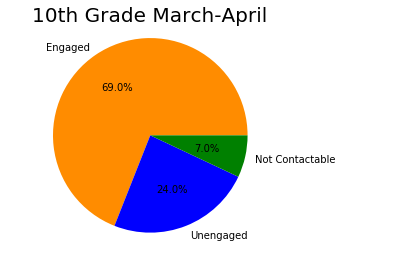 10th Grade March-April
Engaged
69.0%
7.0%
Not Contactable
24.0%
Unengaged